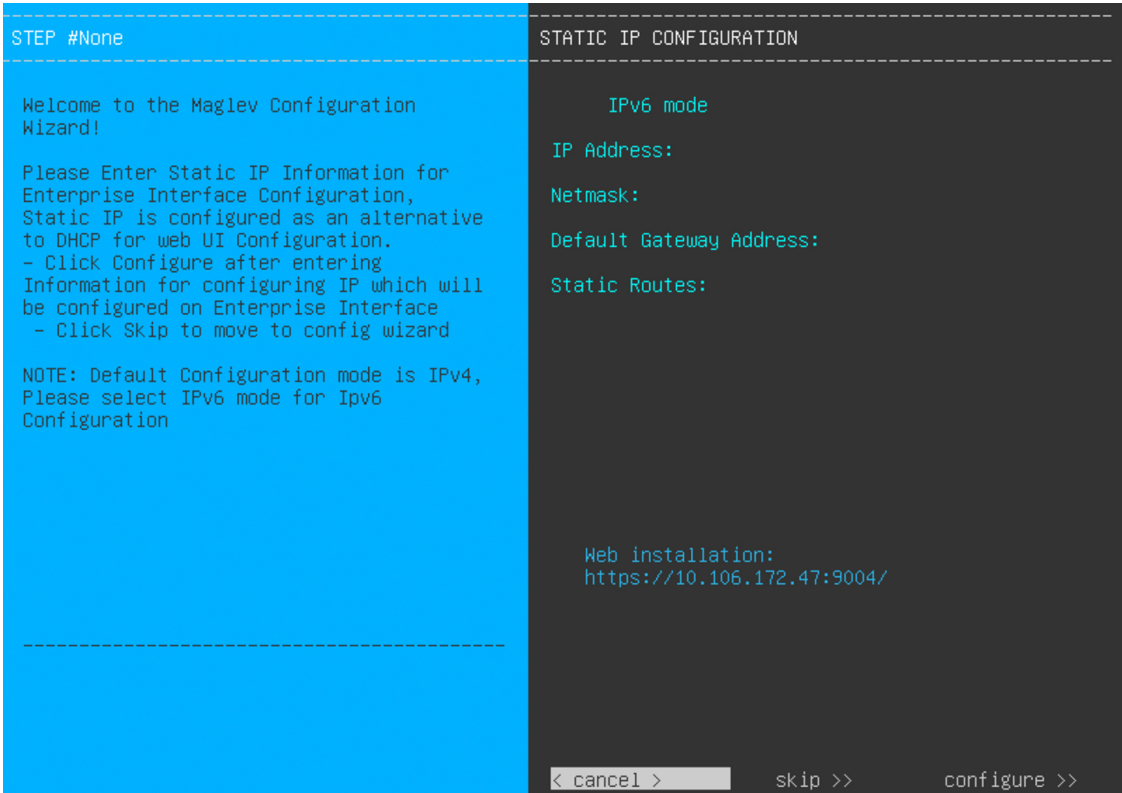 STEP #None
Welcome to the Maglev Configuration
Wizard!
Please Enter Static IP Information for
Enterprise Interface Configuration,
Static IP is configured as an alternative
to DHCP for web UI Configuration.
- Click Configure after entering
Information for configuring IP which will
be configured on Enterprise Interface
- Click Skip to move to config wizard
NOTE: Default Configuration mode is IPv4,
Please select IPv6 mode for Ipv6
Configuration
STATIC IP CONFIGURATION
IPv6 mode
IP Address:
Netmask:
Default Gateway Address:
Static Routes:
Web installation:
https://10.106.172.47:9004/
< cancel > skip >> configure >>